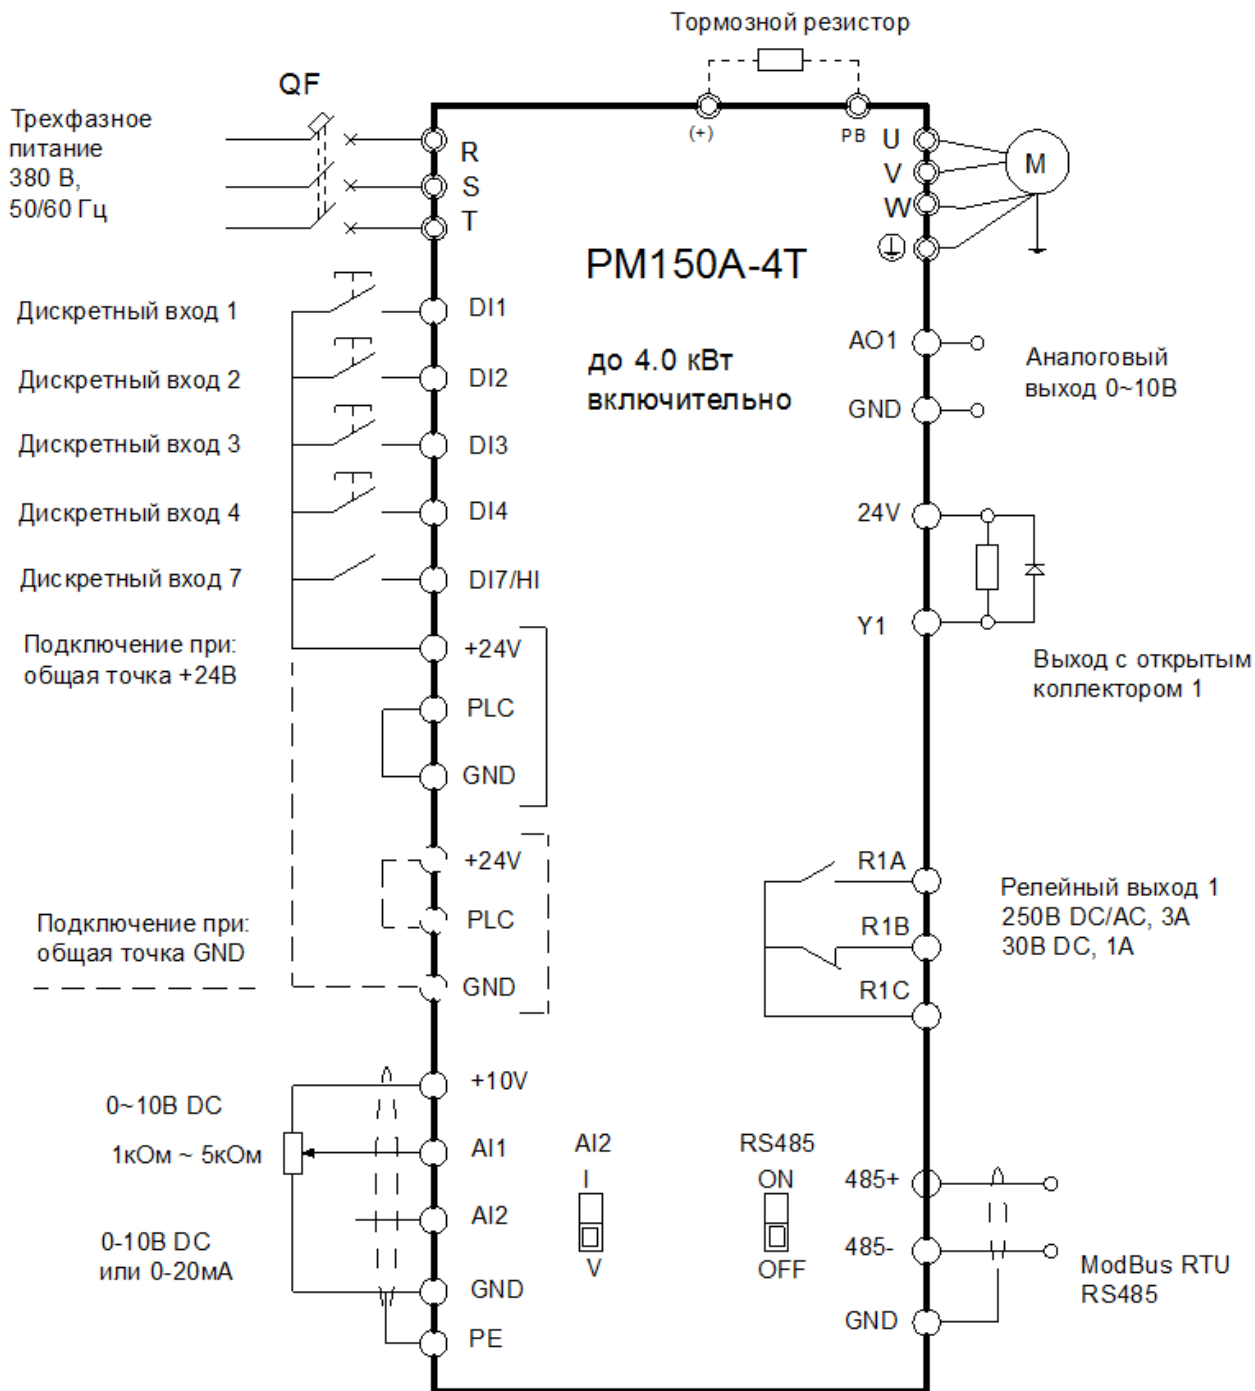 Тормозной резистор
QF
Трехфазное
питание
380 В,
50/60 Гц
R
S
T
(+)
PB
U
V
W
M
PM150A-4T
до 4.0 кВт
включительно
Дискретный вход 1
DI1
Дискретный вход 2
DI2
Дискретный вход 3
DI3
Дискретный вход 4
DI4
Дискретный вход 7
DI7/HI
Подключение при:
общая точка +24В
+24V
PLC
GND
+24V
PLC
GND
Подключение при:
общая точка GND
AO1
GND
Аналоговый
выход 0~10В
24V
Y1
Выход с открытым
коллектором 1
R1A
R1B
R1C
Релейный выход 1
250В DC/AC, 3А
30В DC, 1А
0~10В DC
1кОм ~ 5кОм
0-10В DC
или 0-20мА
+10V
AI1
AI2
GND
PE
AI2
I
V
RS485
ON
OFF
485+
485-
GND
ModBus RTU
RS485